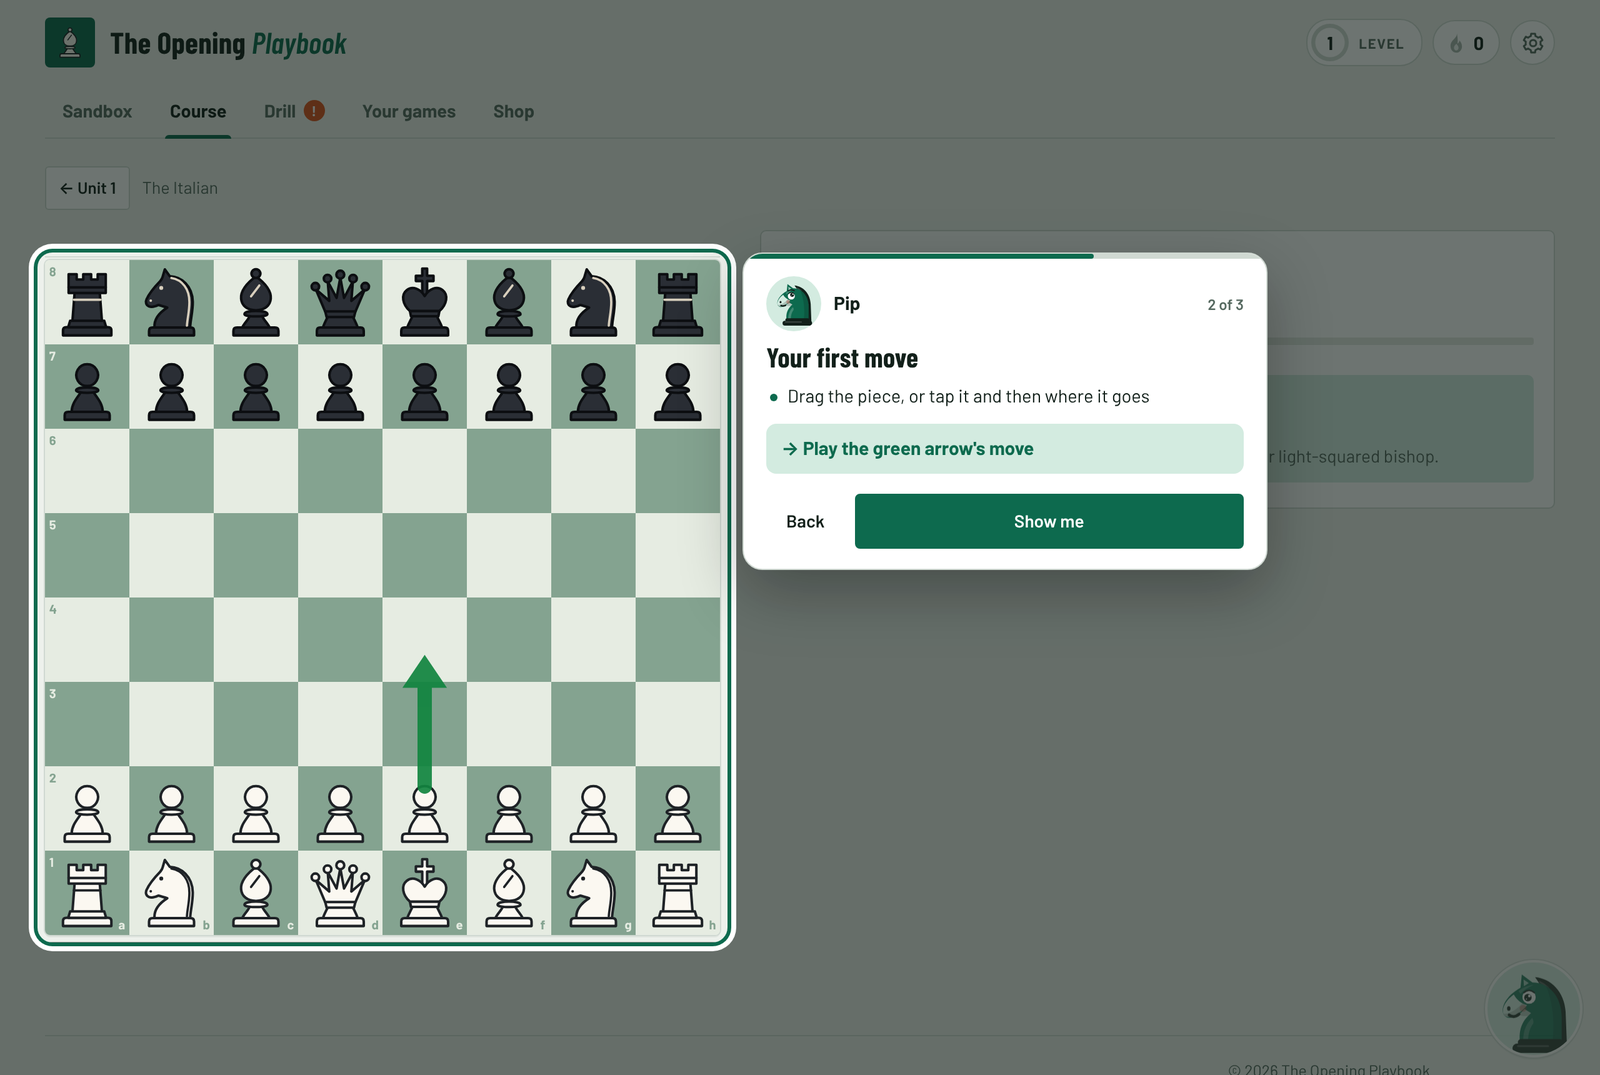 The Opening Playbook
1 LEVEL
0
Sandbox
Course
Drill !
Your games
Shop
← Unit 1
The Italian
8
7
6
5
4
3
2
1
a b c d e f g h
Pip
2 of 3
Your first move
• Drag the piece, or tap it and then where it goes
→ Play the green arrow's move
Back
Show me
light-squared bishop.
© 2026 The Opening Playbook